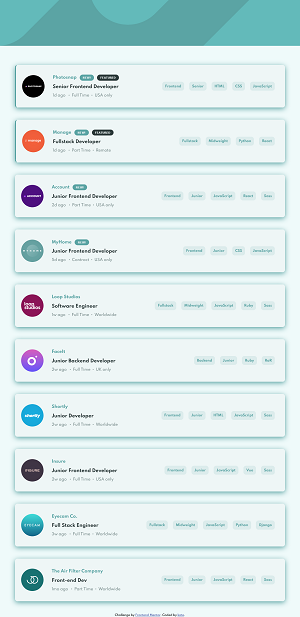 Photosnap NEW! FEATURED
Senior Frontend Developer
1d ago • Full Time • USA only
Frontend Senior HTML CSS JavaScript
Manage NEW! FEATURED
Fullstack Developer
1d ago • Part Time • Remote
Fullstack Midweight Python React
Account NEW!
Junior Frontend Developer
2d ago • Part Time • USA only
Frontend Junior JavaScript React Sass
MyHome NEW!
Junior Frontend Developer
5d ago • Contract • USA only
Frontend Junior CSS JavaScript
loop studios
Loop Studios
Software Engineer
1w ago • Full Time • Worldwide
Fullstack Midweight JavaScript Ruby Sass
FaceIt
Junior Backend Developer
2w ago • Full Time • UK only
Backend Junior Ruby RoR
shortly
Shortly
Junior Developer
2w ago • Full Time • Worldwide
Frontend Junior HTML JavaScript Sass
INSURE
Insure
Junior Frontend Developer
2w ago • Full Time • USA only
Frontend Junior JavaScript Vue Sass
EYECAM
Eyecam Co.
Full Stack Engineer
3w ago • Full Time • Worldwide
Fullstack Midweight JavaScript Python Django
The Air Filter Company
Front-end Dev
1mo ago • Part Time • Worldwide
Frontend Junior JavaScript React Sass
Challenge by Frontend Mentor. Coded by